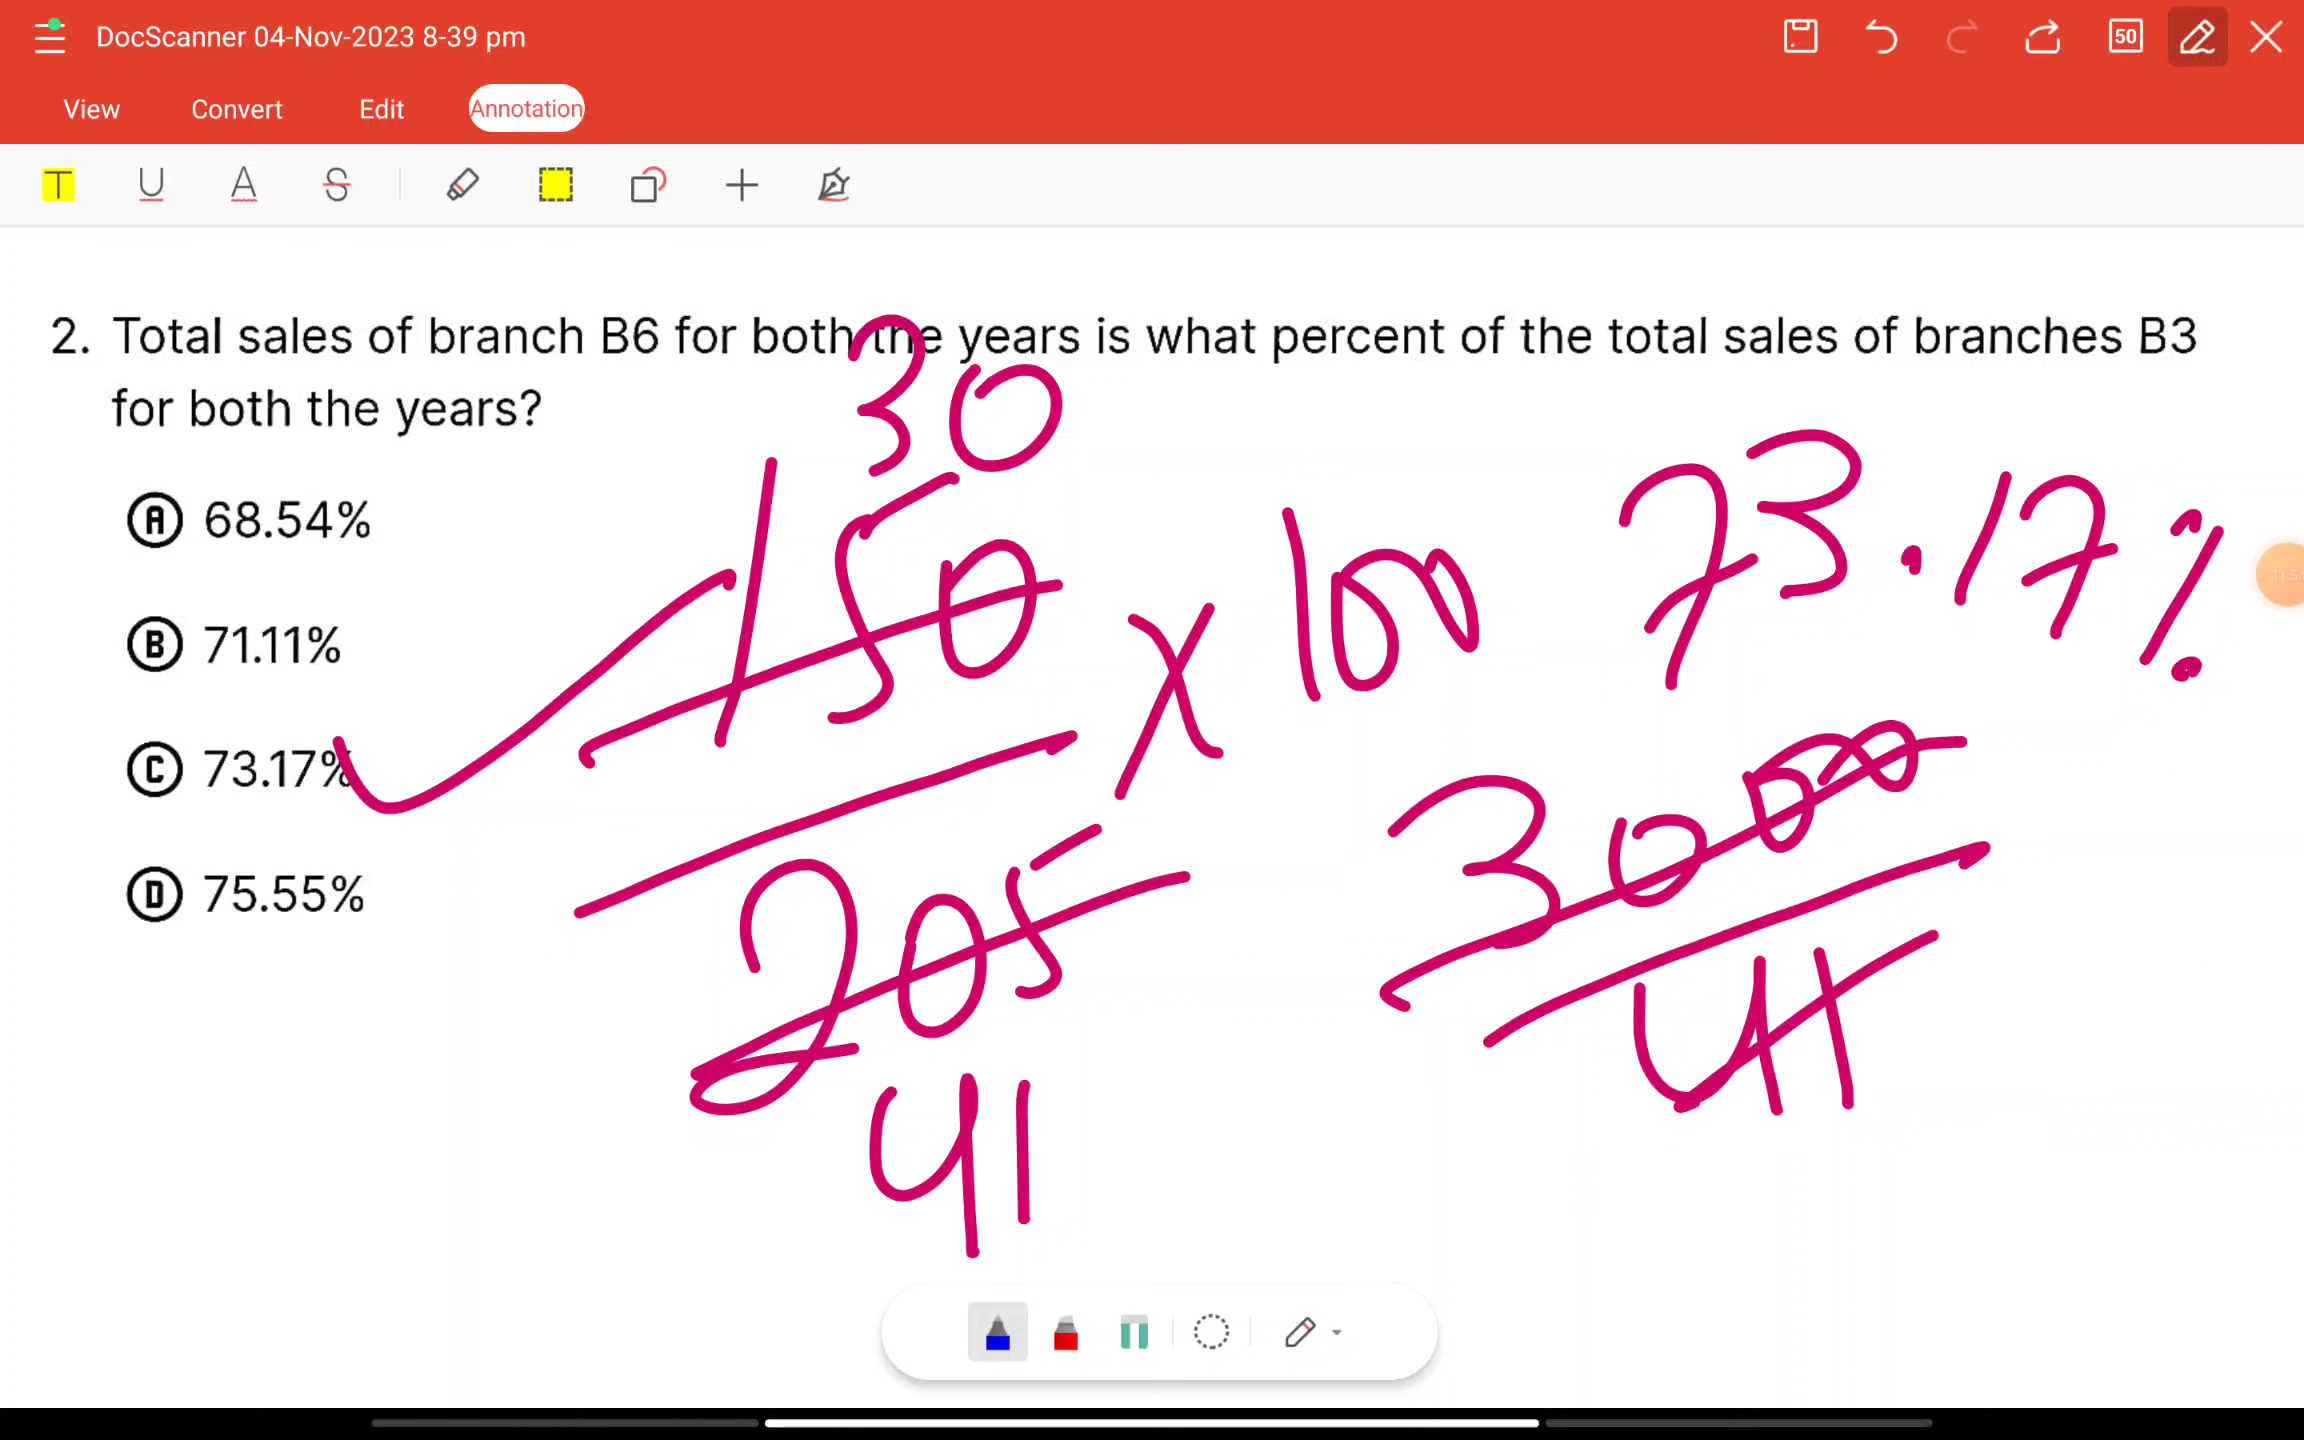 DocScanner 04-Nov-2023 8-39 pm
50
View Convert Edit Annotation
T U A S
2. Total sales of branch B6 for both the years is what percent of the total sales of branches B3
for both the years?
A 68.54%
B 71.11%
C 73.17%
D 75.55%
30
150 x 100
205
41
73.17%
3000
41